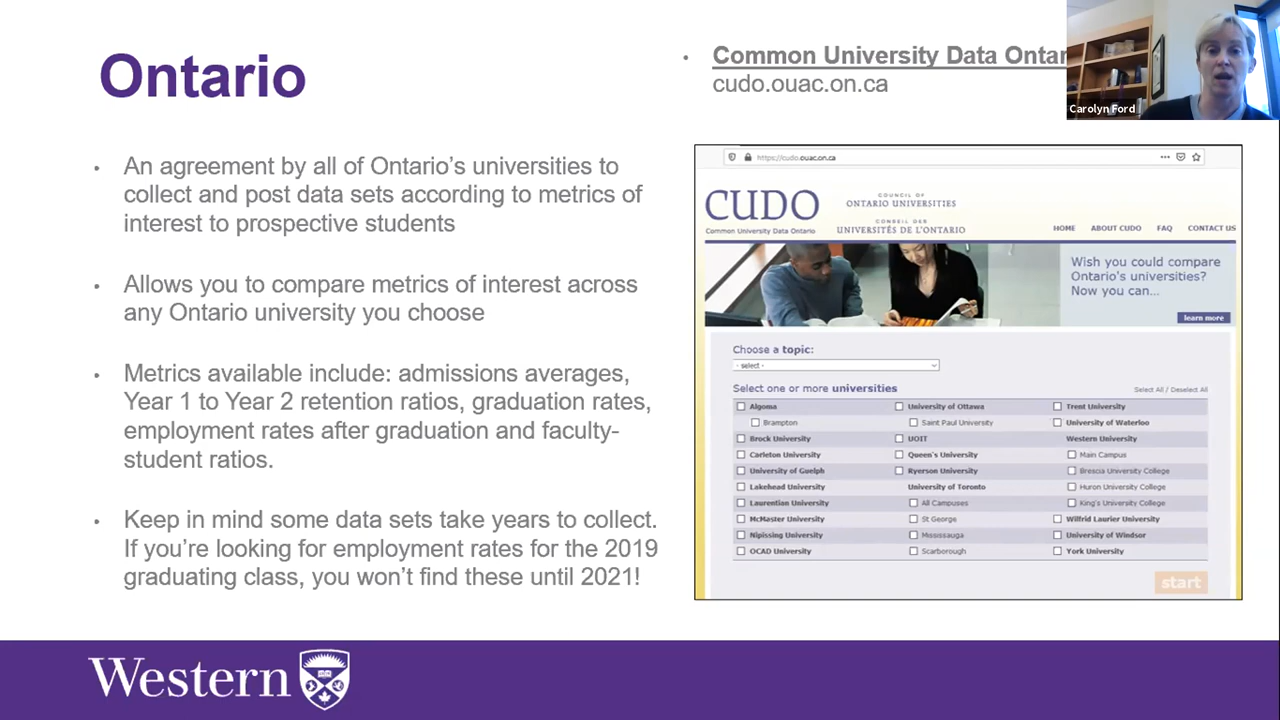 Ontario
An agreement by all of Ontario's universities to
collect and post data sets according to metrics of
interest to prospective students
Allows you to compare metrics of interest across
any Ontario university you choose
Metrics available include: admissions averages,
Year 1 to Year 2 retention ratios, graduation rates,
employment rates after graduation and faculty-
student ratios.
Keep in mind some data sets take years to collect.
If you're looking for employment rates for the 2019
graduating class, you won't find these until 2021!
Common University Data Ontar
cudo.ouac.on.ca
Carolyn Ford
https://cudo.ouac.on.ca
CUDO
Common University Data Ontario
COUNCIL OF
ONTARIO UNIVERSITIES
CONSEIL DES
UNIVERSITÉS DE L'ONTARIO
HOME ABOUT CUDO FAQ CONTACT US
Wish you could compare
Ontario's universities?
Now you can...
learn more
Choose a topic:
- select -
Select one or more universities
Select All / Deselect All
Algoma University of Ottawa Trent University
Brampton Saint Paul University University of Waterloo
Brock University UOIT Western University
Carleton University Queen's University Main Campus
University of Guelph Ryerson University Brescia University College
Lakehead University University of Toronto Huron University College
Laurentian University All Campuses King's University College
McMaster University St George Wilfrid Laurier University
Nipissing University Mississauga University of Windsor
OCAD University Scarborough York University
start
Western